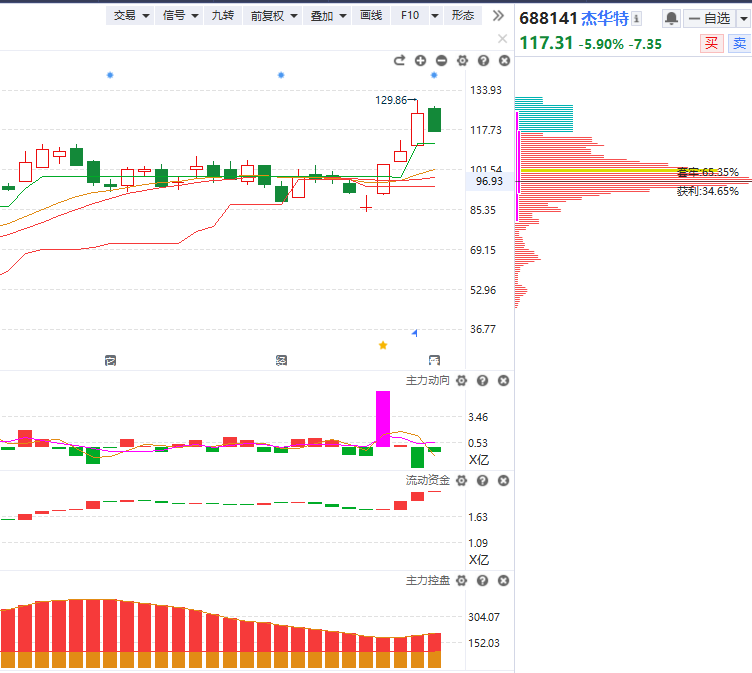 交易 信号 九转 前复权 叠加 画线 F10 形态
688141 杰华特 自选
117.31 -5.90% -7.35 买 卖
133.93
129.86
117.73
101.54
96.93
85.35
69.15
52.96
36.77
套牢:65.35%
获利:34.65%
主力动向
3.46
0.53
X亿
流动资金
1.63
1.09
X亿
主力控盘
304.07
152.03